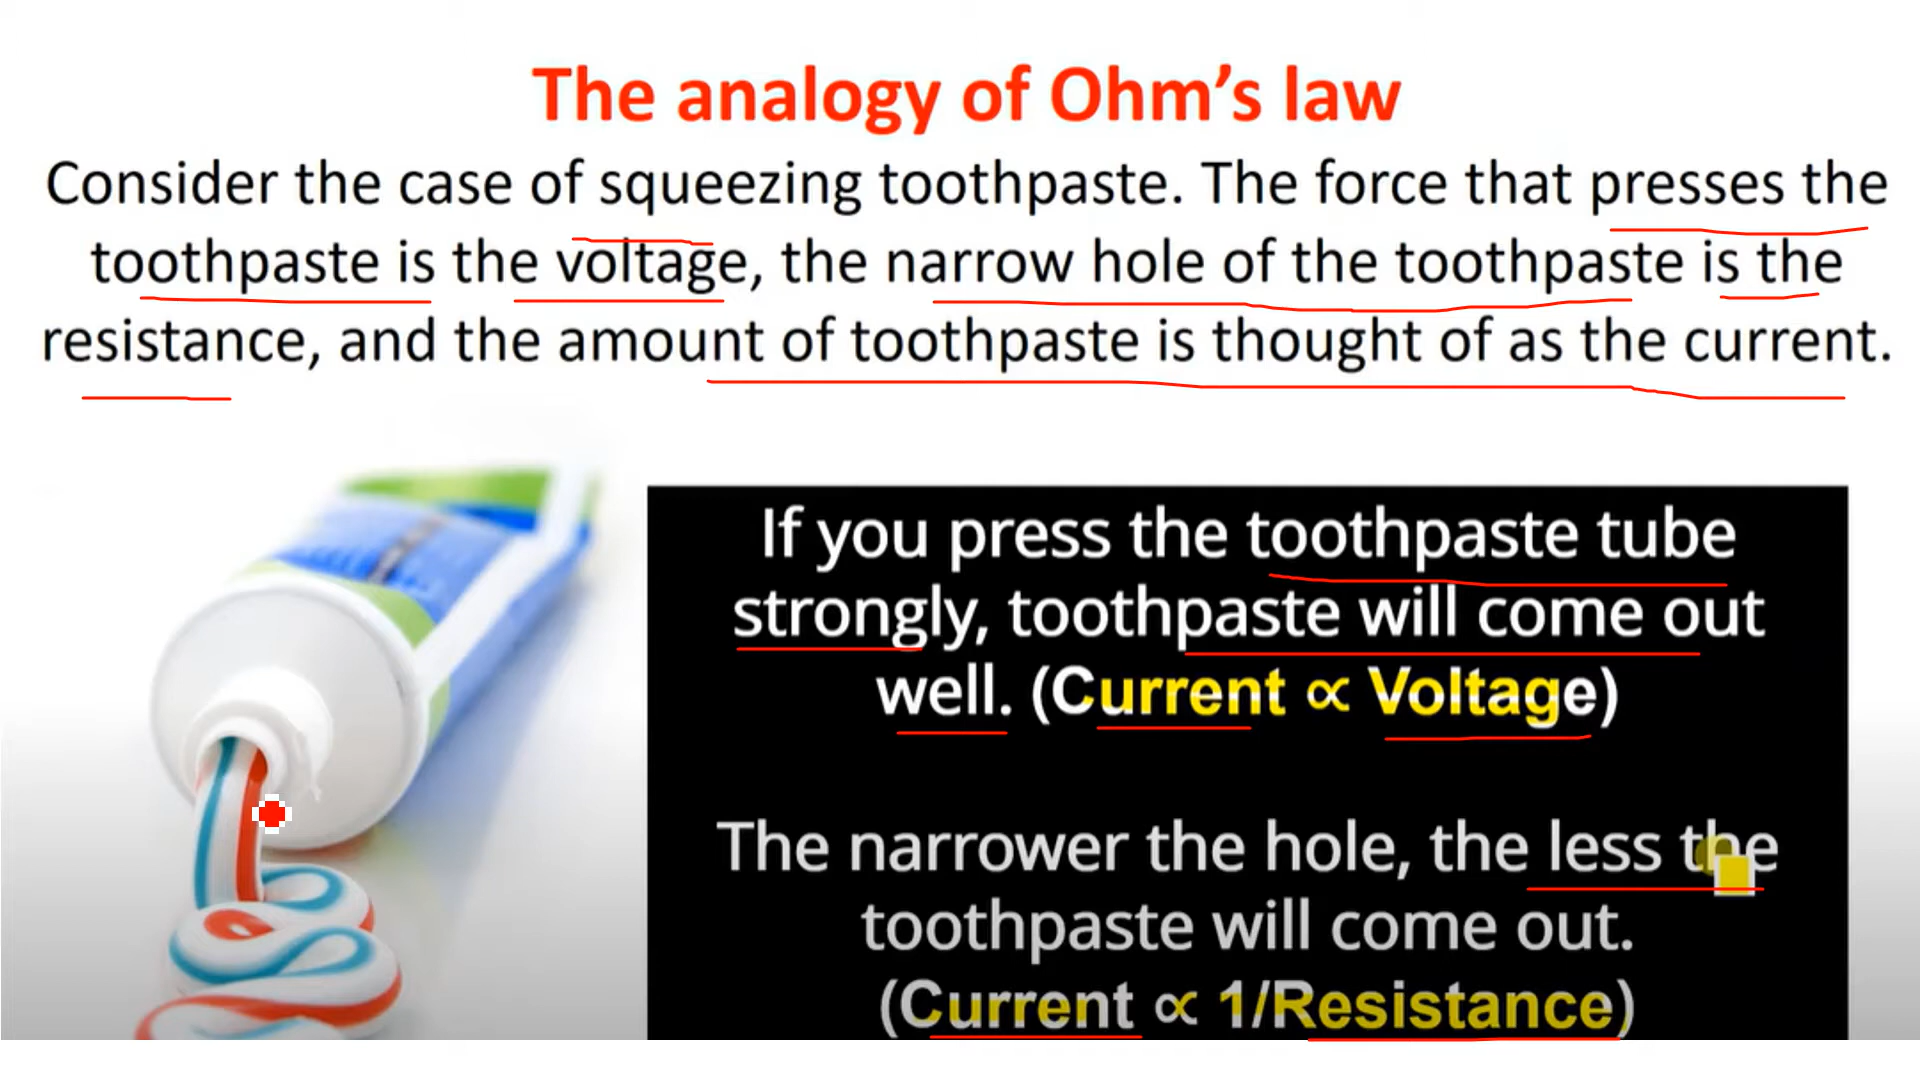 The analogy of Ohm’s law
Consider the case of squeezing toothpaste. The force that presses the
toothpaste is the voltage, the narrow hole of the toothpaste is the
resistance, and the amount of toothpaste is thought of as the current.
If you press the toothpaste tube
strongly, toothpaste will come out
well. (Current ∝ Voltage)
The narrower the hole, the less the
toothpaste will come out.
(Current ∝ 1/Resistance)